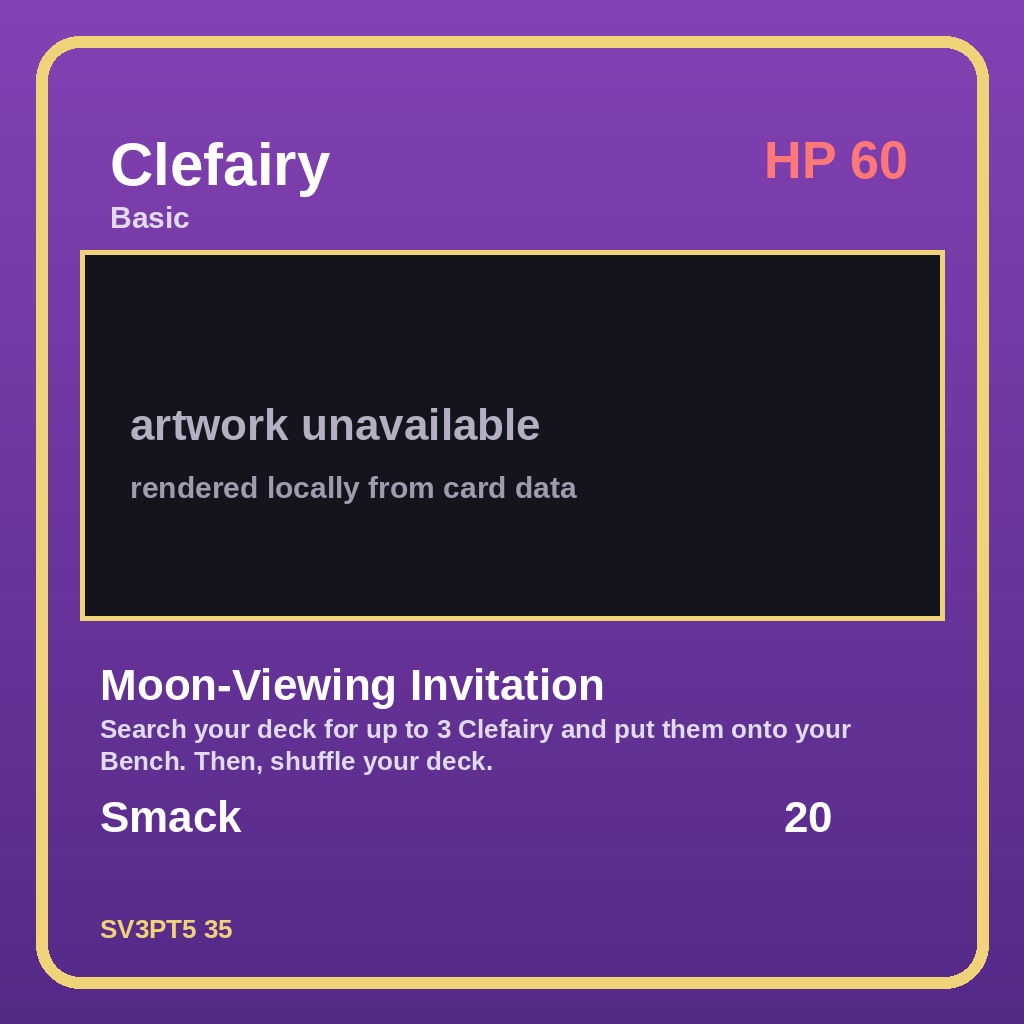 Clefairy
HP 60
Basic
artwork unavailable
rendered locally from card data
Moon-Viewing Invitation
Search your deck for up to 3 Clefairy and put them onto your
Bench. Then, shuffle your deck.
Smack 20
SV3PT5 35